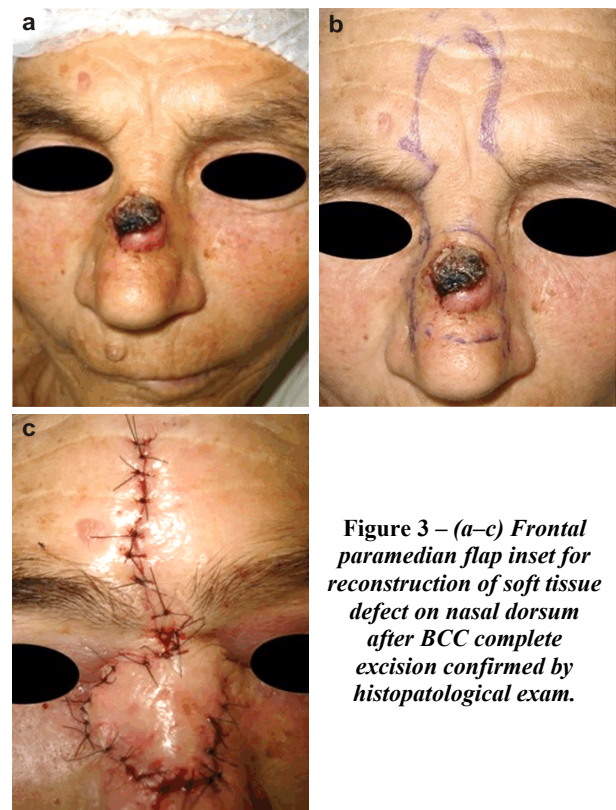 a
b
c
Figure 3 – (a–c) Frontal
paramedian flap inset for
reconstruction of soft tissue
defect on nasal dorsum
after BCC complete
excision confirmed by
histopatological exam.